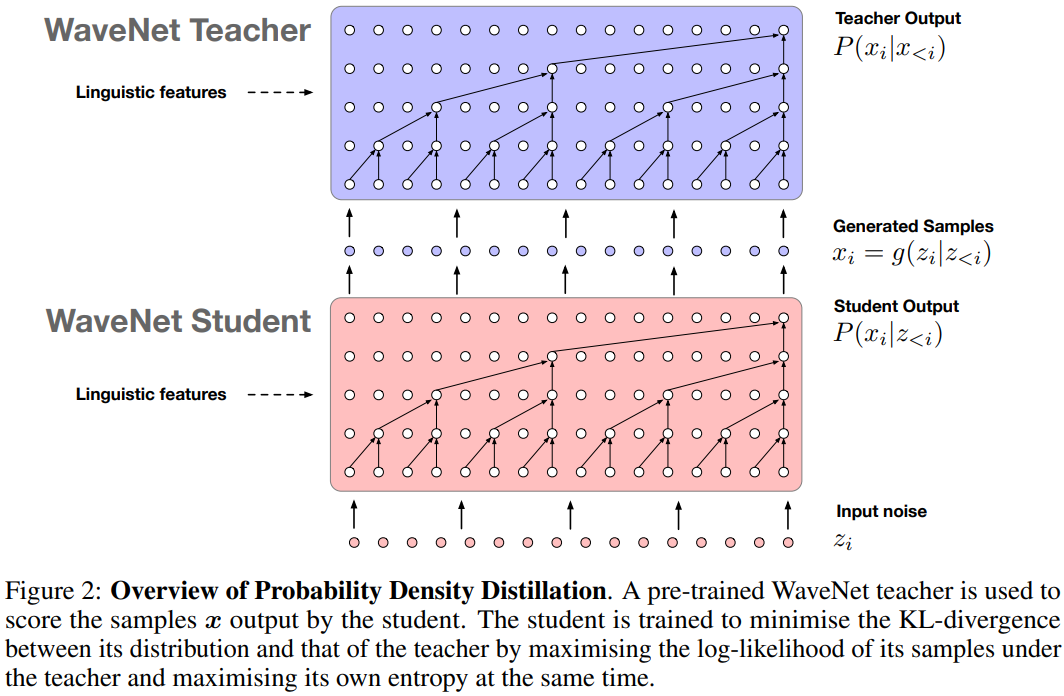 WaveNet Teacher
Teacher Output
P(x_i|x_{<i})
Linguistic features
Generated Samples
x_i = g(z_i|z_{<i})
WaveNet Student
Student Output
P(x_i|z_{<i})
Linguistic features
Input noise
z_i
Figure 2: Overview of Probability Density Distillation. A pre-trained WaveNet teacher is used to
score the samples x output by the student. The student is trained to minimise the KL-divergence
between its distribution and that of the teacher by maximising the log-likelihood of its samples under
the teacher and maximising its own entropy at the same time.